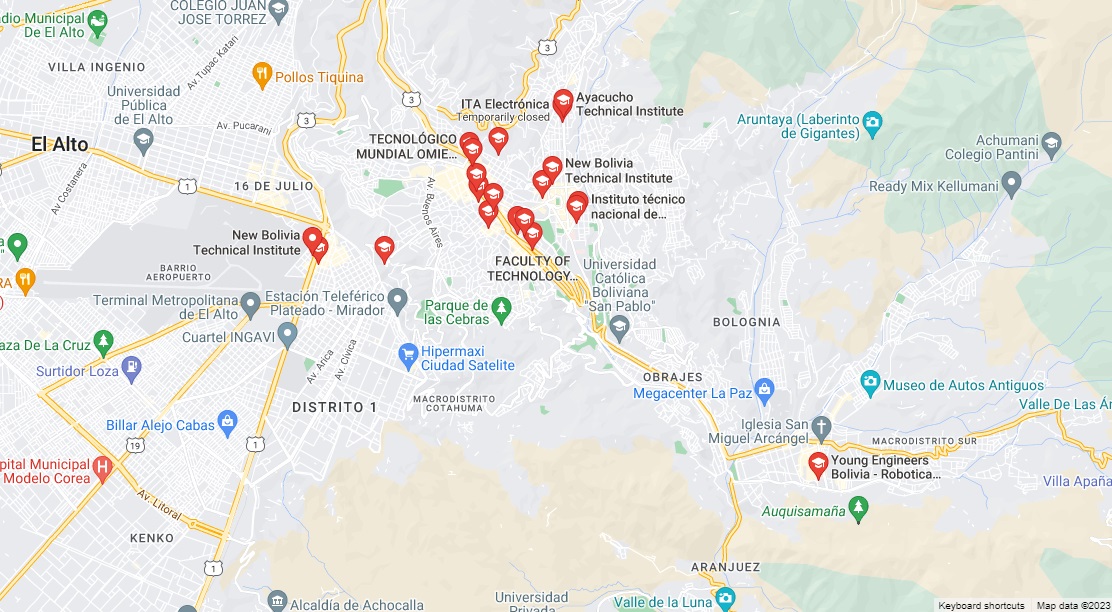 COLEGIO JUAN
JOSE TORREZ
dio Municipal
De El Alto
VILLA INGENIO
Av. Tupac Katari
Pollos Tiquina
Universidad
Pública
de El Alto
3
3
3
Av. Pucarani
El Alto
ITA Electrónica
Temporarily closed
Ayacucho
Technical Institute
TECNOLÓGICO
MUNDIAL OMIE...
Aruntaya (Laberinto
de Gigantes)
Achumani
Colegio Pantini
New Bolivia
Technical Institute
Ready Mix Kellumani
1
16 DE JULIO
Av. Costanera
Av. Buenos Aires
Instituto técnico
nacional de...
New Bolivia
Technical Institute
a
"
BARRIO
AEROPUERTO
FACULTY OF
TECHNOLOGY...
Universidad
Católica
Boliviana
"San Pablo"
RA
)
Terminal Metropolitana
de El Alto
Estación Teleférico
Plateado - Mirador
Parque de
las Cebras
BOLOGNIA
Cuartel INGAVI
aza De La Cruz
Surtidor Loza
Av. Arica
Av. Civica
Hipermaxi
Ciudad Satelite
OBRAJES
Megacenter La Paz
Museo de Autos Antiguos
Valle De Las Án
MACRODISTRITO
COTAHUMA
DISTRITO 1
Billar Alejo Cabas
Iglesia San
Miguel Arcángel
MACRODISTRITO SUR
19
1
pital Municipal
Modelo Corea
Young Engineers
Bolivia - Robotica...
Villa Apaña
Av. Litoral
Auquisamaña
KENKO
1
ARANJUEZ
Alcaldía de Achocalla
Universidad
Privada
Valle de la Luna
Keyboard shortcuts
Map data ©2023